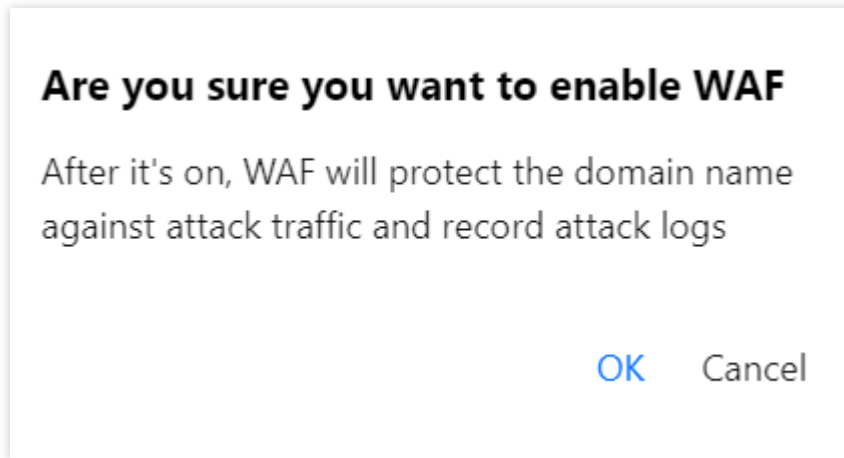 Are you sure you want to enable WAF
After it's on, WAF will protect the domain name
against attack traffic and record attack logs
OK Cancel